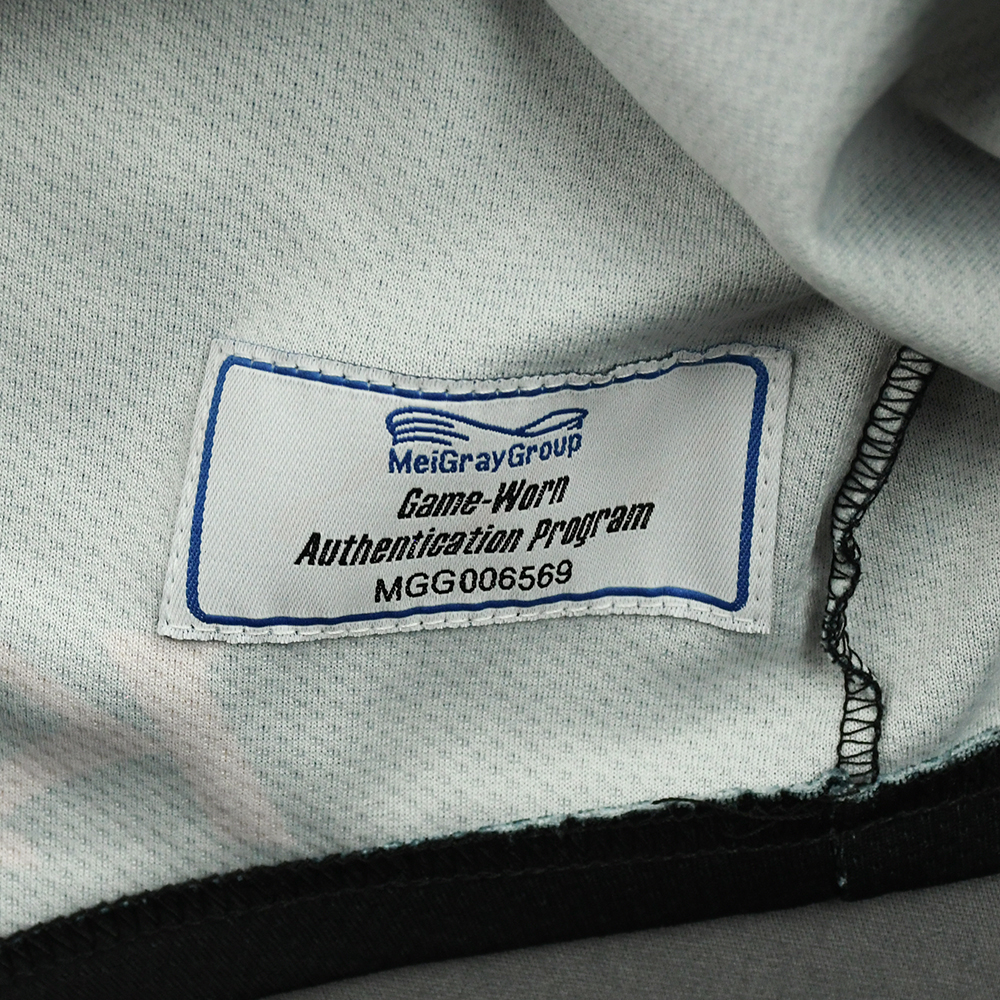 MeiGrayGroup
Game-Worn
Authentication Program
MGG006569